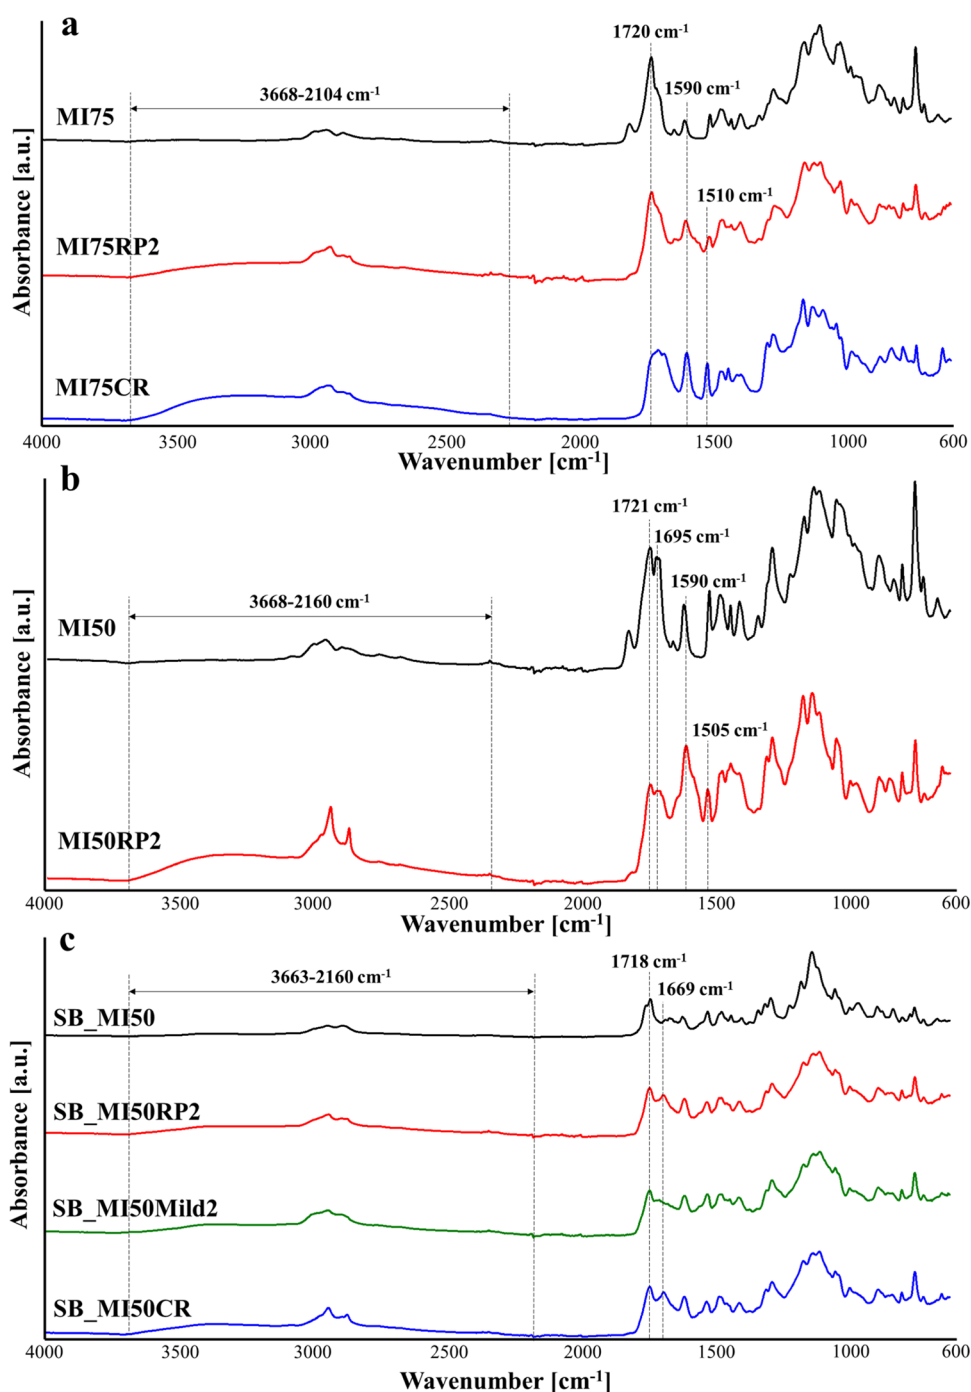 a
1720 cm⁻¹
1590 cm⁻¹
3668-2104 cm⁻¹
MI75
1510 cm⁻¹
MI75RP2
MI75CR
Absorbance [a.u.]
4000 3500 3000 2500 2000 1500 1000 600
Wavenumber [cm⁻¹]
b
1721 cm⁻¹
1695 cm⁻¹
1590 cm⁻¹
3668-2160 cm⁻¹
MI50
1505 cm⁻¹
MI50RP2
Absorbance [a.u.]
4000 3500 3000 2500 2000 1500 1000 600
Wavenumber [cm⁻¹]
c
1718 cm⁻¹
3663-2160 cm⁻¹
1669 cm⁻¹
SB_MI50
SB_MI50RP2
SB_MI50Mild2
SB_MI50CR
Absorbance [a.u.]
4000 3500 3000 2500 2000 1500 1000 600
Wavenumber [cm⁻¹]